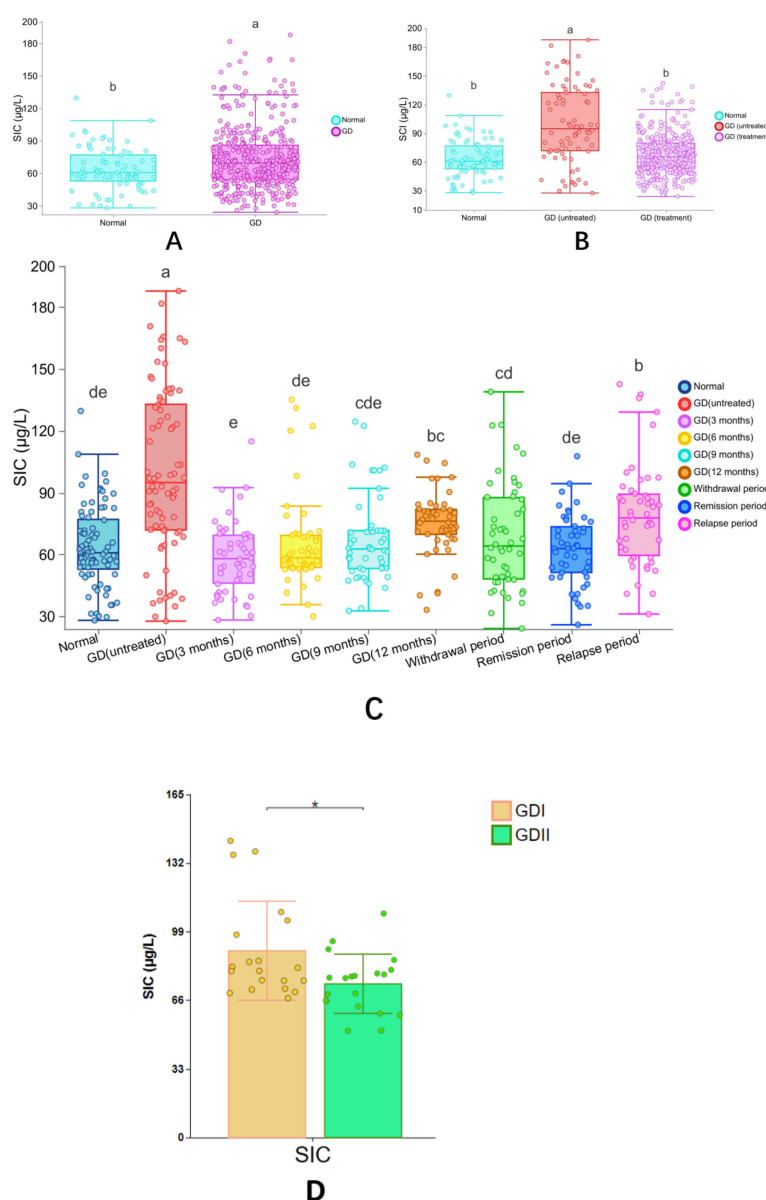 200
180
150
120
90
60
30
SIC (μg/L)
b
a
Normal
GD
Normal
GD
A
200
180
150
120
90
60
30
10
SCI (μg/L)
b
a
b
Normal
GD (untreated)
GD (treatment)
Normal
GD (untreate
GD (treatmen
B
200
180
150
120
90
60
30
SIC (μg/L)
de
a
e
de
cde
bc
cd
de
b
Normal
GD(untreated)
GD(3 months)
GD(6 months)
GD(9 months)
GD(12 months)
Withdrawal period
Remission period
Relapse period
Normal
GD(untreated)
GD(3 months)
GD(6 months)
GD(9 months)
GD(12 months)
Withdrawal period
Remission period
Relapse period
C
165
132
99
66
33
0
SIC (μg/L)
*
SIC
GDI
GDII
D